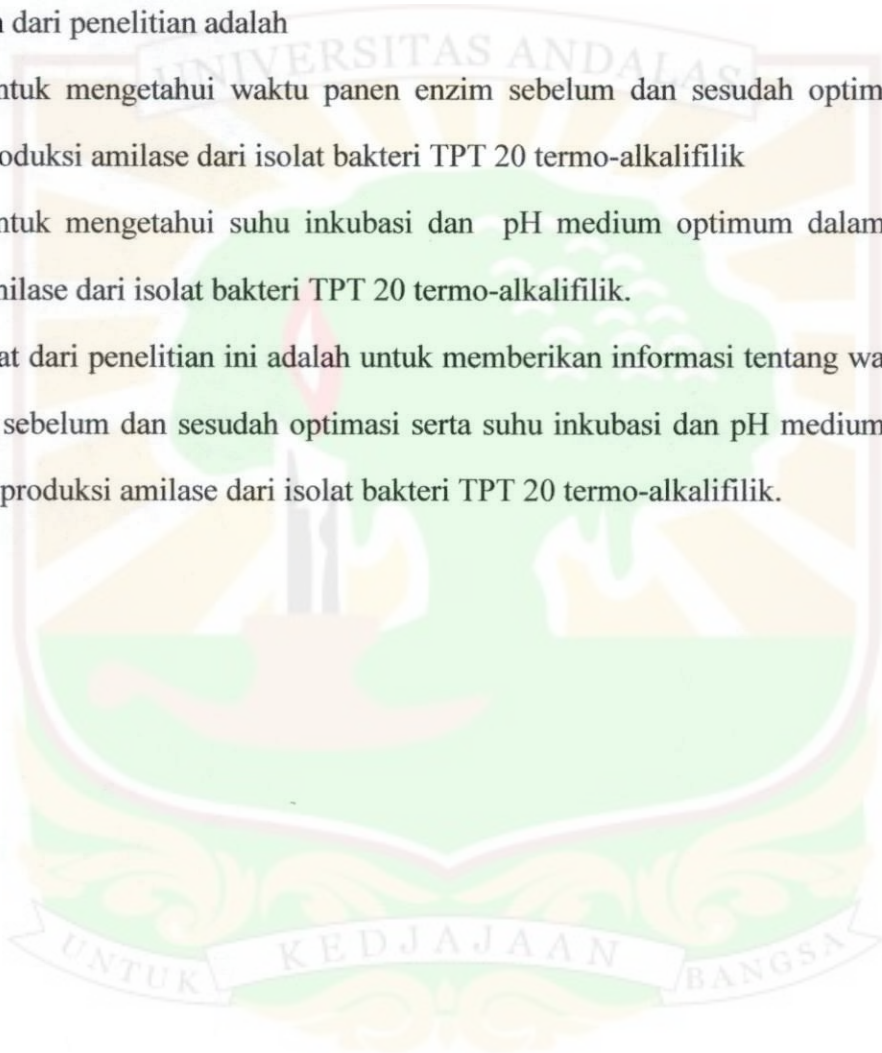 dari penelitian adalah
UNIVERSITAS ANDALAS
ntuk mengetahui waktu panen enzim sebelum dan sesudah optim
oduksi amilase dari isolat bakteri TPT 20 termo-alkalifilik
ntuk mengetahui suhu inkubasi dan pH medium optimum dalam
nilase dari isolat bakteri TPT 20 termo-alkalifilik.
at dari penelitian ini adalah untuk memberikan informasi tentang wa
sebelum dan sesudah optimasi serta suhu inkubasi dan pH medium
produksi amilase dari isolat bakteri TPT 20 termo-alkalifilik.
UNTUK KEDJAJAAN BANGSA